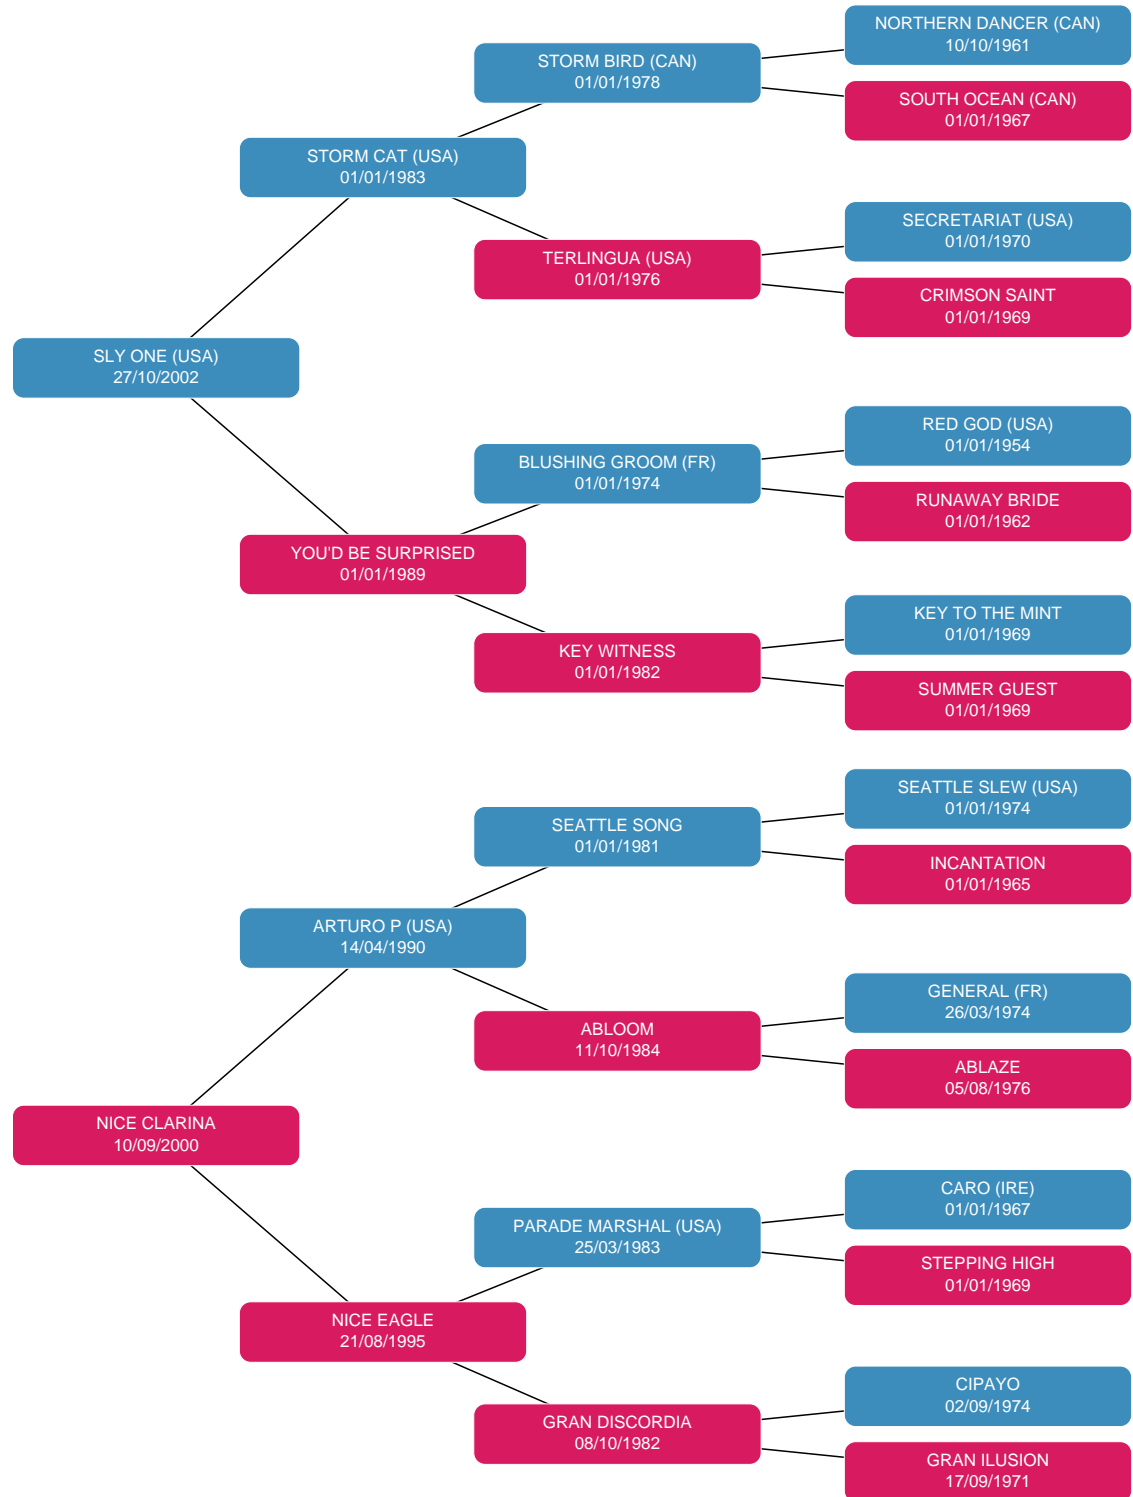 NORTHERN DANCER (CAN)
10/10/1961
STORM BIRD (CAN)
01/01/1978
SOUTH OCEAN (CAN)
01/01/1967
STORM CAT (USA)
01/01/1983
SECRETARIAT (USA)
01/01/1970
TERLINGUA (USA)
01/01/1976
CRIMSON SAINT
01/01/1969
SLY ONE (USA)
27/10/2002
RED GOD (USA)
01/01/1954
BLUSHING GROOM (FR)
01/01/1974
RUNAWAY BRIDE
01/01/1962
YOU'D BE SURPRISED
01/01/1989
KEY TO THE MINT
01/01/1969
KEY WITNESS
01/01/1982
SUMMER GUEST
01/01/1969
SEATTLE SLEW (USA)
01/01/1974
SEATTLE SONG
01/01/1981
INCANTATION
01/01/1965
ARTURO P (USA)
14/04/1990
GENERAL (FR)
26/03/1974
ABLOOM
11/10/1984
ABLAZE
05/08/1976
NICE CLARINA
10/09/2000
CARO (IRE)
01/01/1967
PARADE MARSHAL (USA)
25/03/1983
STEPPING HIGH
01/01/1969
NICE EAGLE
21/08/1995
CIPAYO
02/09/1974
GRAN DISCORDIA
08/10/1982
GRAN ILUSION
17/09/1971